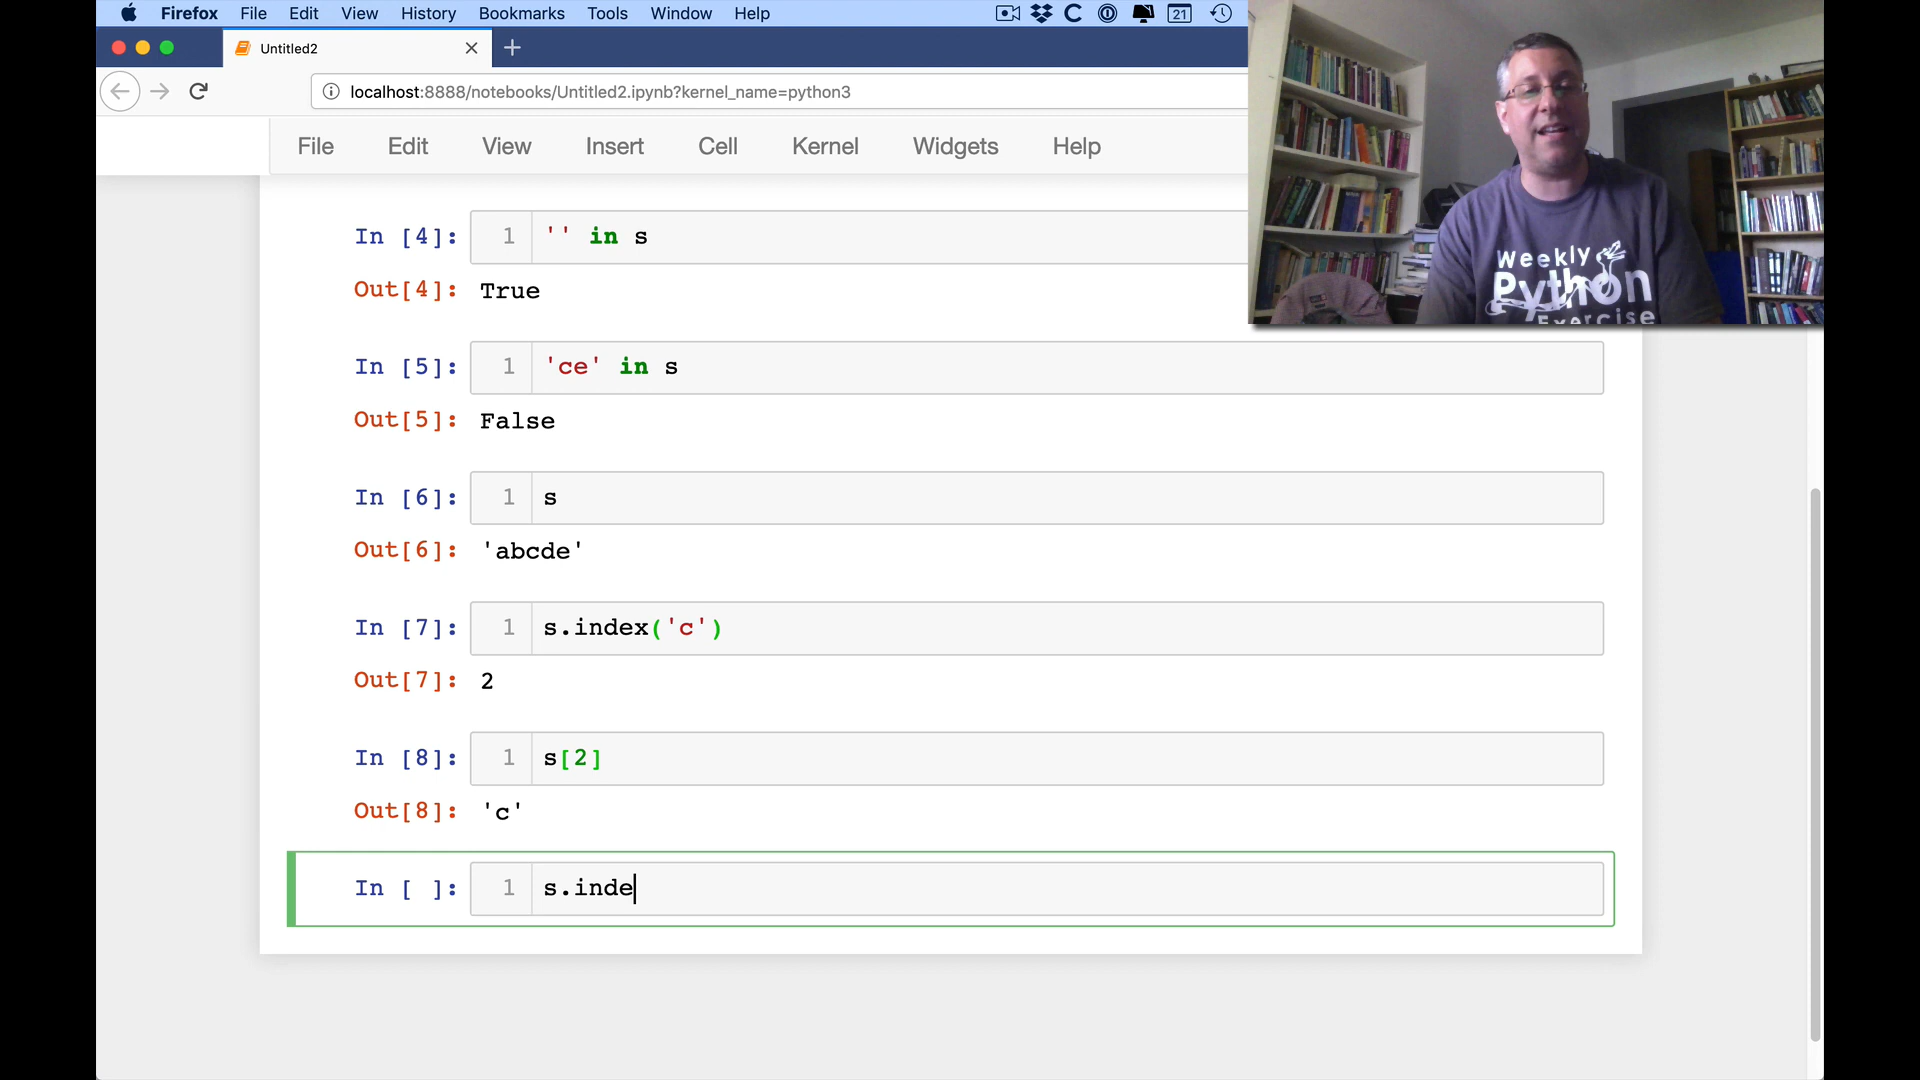 Firefox File Edit View History Bookmarks Tools Window Help 21
Untitled2
localhost:8888/notebooks/Untitled2.ipynb?kernel_name=python3
File Edit View Insert Cell Kernel Widgets Help
In [4]: 1 '' in s
Out[4]: True
In [5]: 1 'ce' in s
Out[5]: False
In [6]: 1 s
Out[6]: 'abcde'
In [7]: 1 s.index('c')
Out[7]: 2
In [8]: 1 s[2]
Out[8]: 'c'
In [ ]: 1 s.inde
Weekly
Python
Exercise